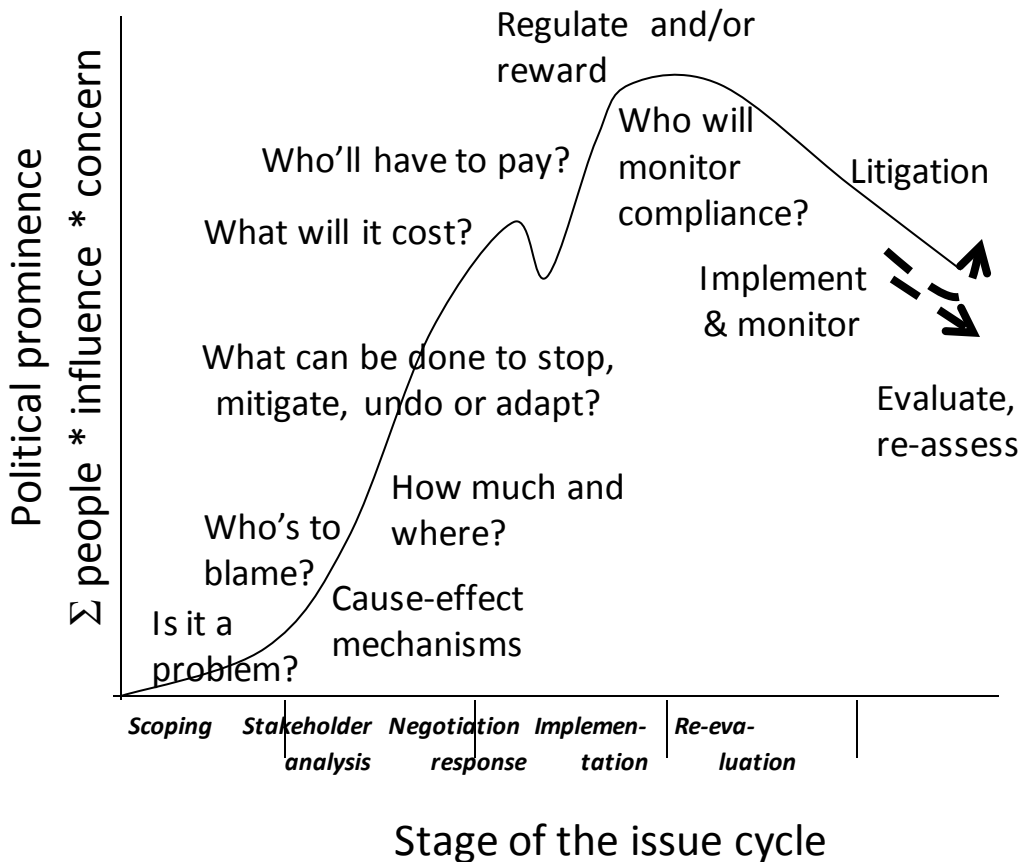 Political prominence
Σ people * influence * concern
Regulate and/or
reward
Who will
monitor
compliance?
Who'll have to pay?
Litigation
What will it cost?
Implement
& monitor
What can be done to stop,
mitigate, undo or adapt?
Evaluate,
re-assess
How much and
where?
Who's to
blame?
Cause-effect
mechanisms
Is it a
problem?
Scoping Stakeholder Negotiation Implemen- Re-eva-
analysis response tation luation
Stage of the issue cycle